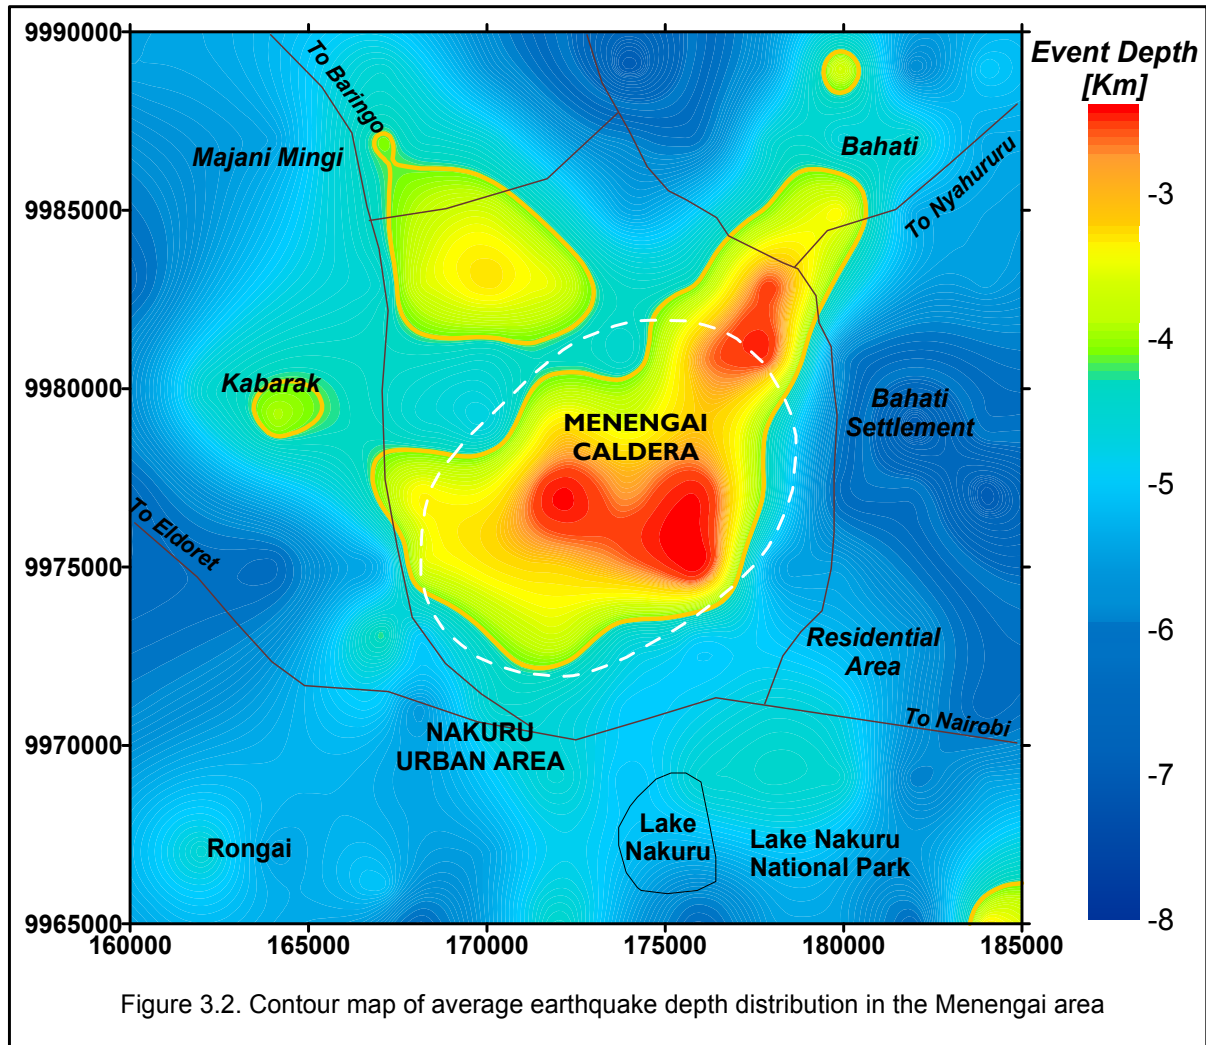 9990000
9985000
9980000
9975000
9970000
9965000
160000
165000
170000
175000
180000
185000
To Baringo
Majani Mingi
Bahati
To Nyahururu
Kabarak
MENENGAI
CALDERA
Bahati
Settlement
To Eldoret
Residential
Area
To Nairobi
NAKURU
URBAN AREA
Lake
Nakuru
Lake Nakuru
National Park
Rongai
Event Depth
[Km]
-3
-4
-5
-6
-7
-8
Figure 3.2. Contour map of average earthquake depth distribution in the Menengai area